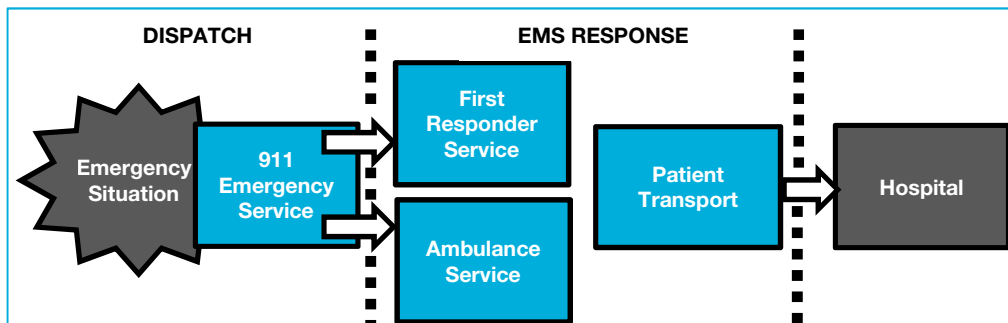 DISPATCH
EMS RESPONSE
Emergency
Situation
911
Emergency
Service
First
Responder
Service
Ambulance
Service
Patient
Transport
Hospital